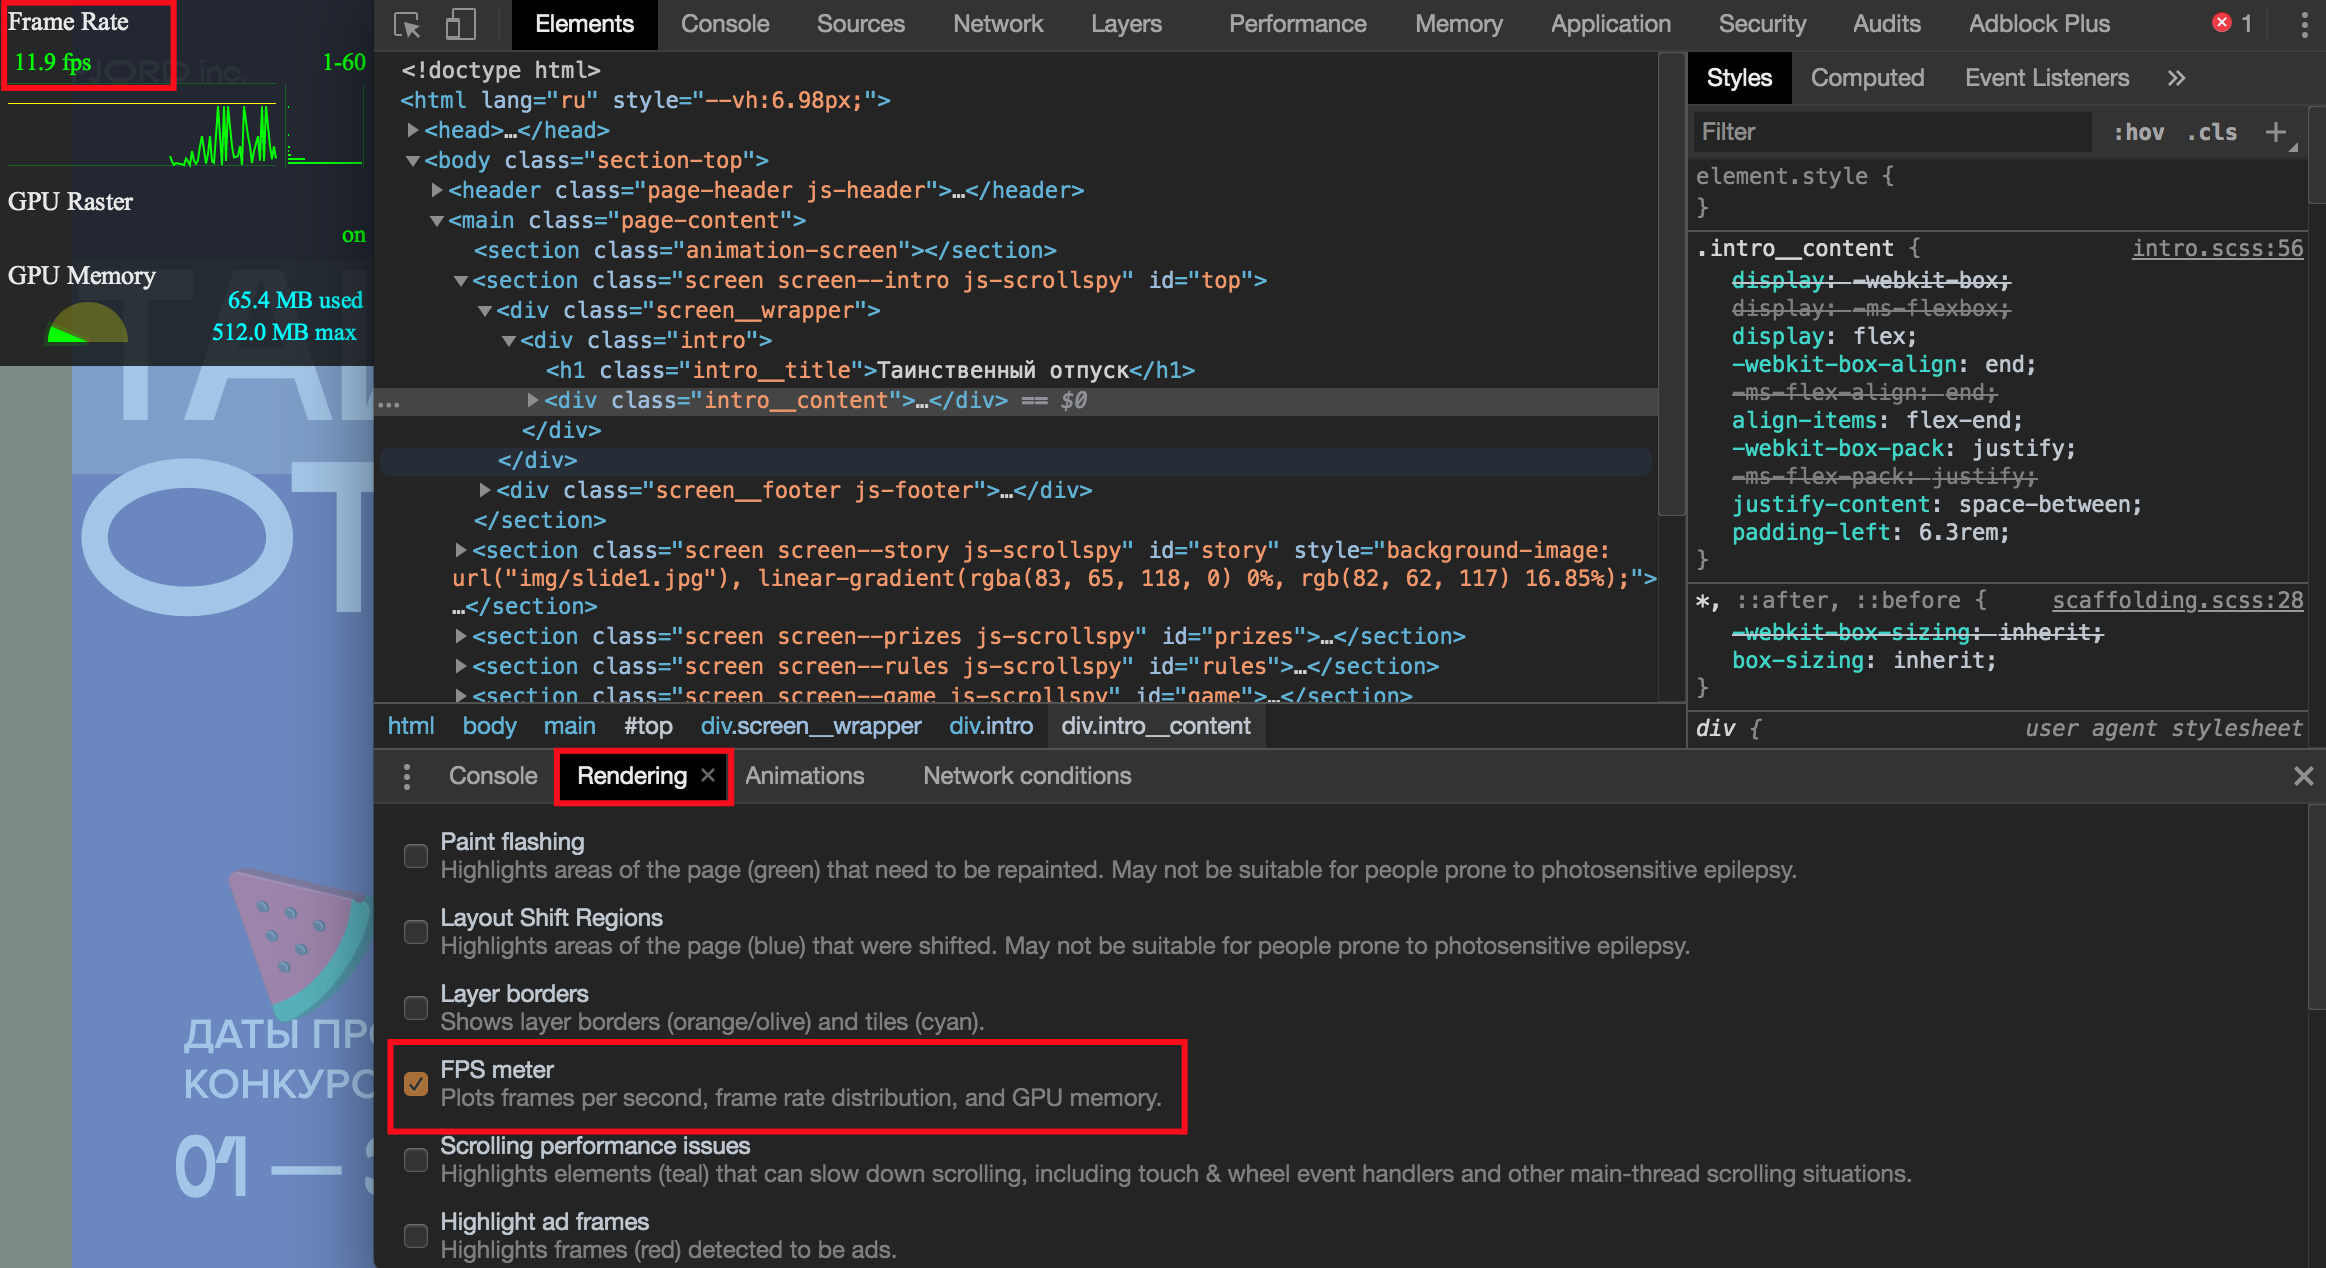 Frame Rate
11.9 fps
1-60
JORD inc.
GPU Raster
on
GPU Memory
65.4 MB used
512.0 MB max
ОТ
ДАТЫ ПРО
КОНКУРС
01 —
Elements Console Sources Network Layers Performance Memory Application Security Audits Adblock Plus 1
<!doctype html>
<html lang="ru" style="--vh:6.98px;">
<head>…</head>
<body class="section-top">
<header class="page-header js-header">…</header>
<main class="page-content">
<section class="animation-screen"></section>
<section class="screen screen--intro js-scrollspy" id="top">
<div class="screen__wrapper">
<div class="intro">
<h1 class="intro__title">Таинственный отпуск</h1>
<div class="intro__content">…</div> == $0
</div>
</div>
<div class="screen__footer js-footer">…</div>
</section>
<section class="screen screen--story js-scrollspy" id="story" style="background-image:
url("img/slide1.jpg"), linear-gradient(rgba(83, 65, 118, 0) 0%, rgb(82, 62, 117) 16.85%);">
…</section>
<section class="screen screen--prizes js-scrollspy" id="prizes">…</section>
<section class="screen screen--rules js-scrollspy" id="rules">…</section>
<section class="screen screen--game js-scrollspy" id="game">…</section>
html body main #top div.screen__wrapper div.intro div.intro__content
Styles Computed Event Listeners »
Filter :hov .cls +
element.style {
}
.intro__content { intro.scss:56
display: -webkit-box;
display: -ms-flexbox;
display: flex;
-webkit-box-align: end;
-ms-flex-align: end;
align-items: flex-end;
-webkit-box-pack: justify;
-ms-flex-pack: justify;
justify-content: space-between;
padding-left: 6.3rem;
}
*, ::after, ::before { scaffolding.scss:28
-webkit-box-sizing: inherit;
box-sizing: inherit;
}
div { user agent stylesheet
Console Rendering × Animations Network conditions
Paint flashing
Highlights areas of the page (green) that need to be repainted. May not be suitable for people prone to photosensitive epilepsy.
Layout Shift Regions
Highlights areas of the page (blue) that were shifted. May not be suitable for people prone to photosensitive epilepsy.
Layer borders
Shows layer borders (orange/olive) and tiles (cyan).
FPS meter
Plots frames per second, frame rate distribution, and GPU memory.
Scrolling performance issues
Highlights elements (teal) that can slow down scrolling, including touch & wheel event handlers and other main-thread scrolling situations.
Highlight ad frames
Highlights frames (red) detected to be ads.